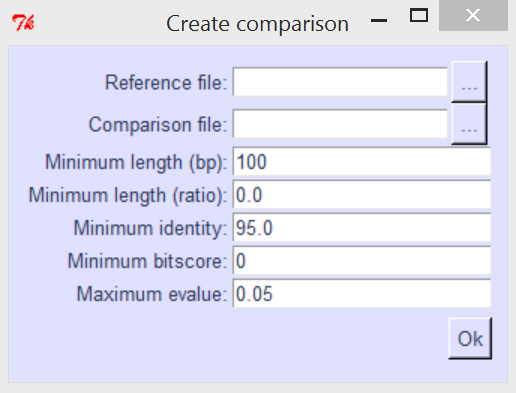 Tk Create comparison
Reference file: ...
Comparison file: ...
Minimum length (bp): 100
Minimum length (ratio): 0.0
Minimum identity: 95.0
Minimum bitscore: 0
Maximum evalue: 0.05
Ok